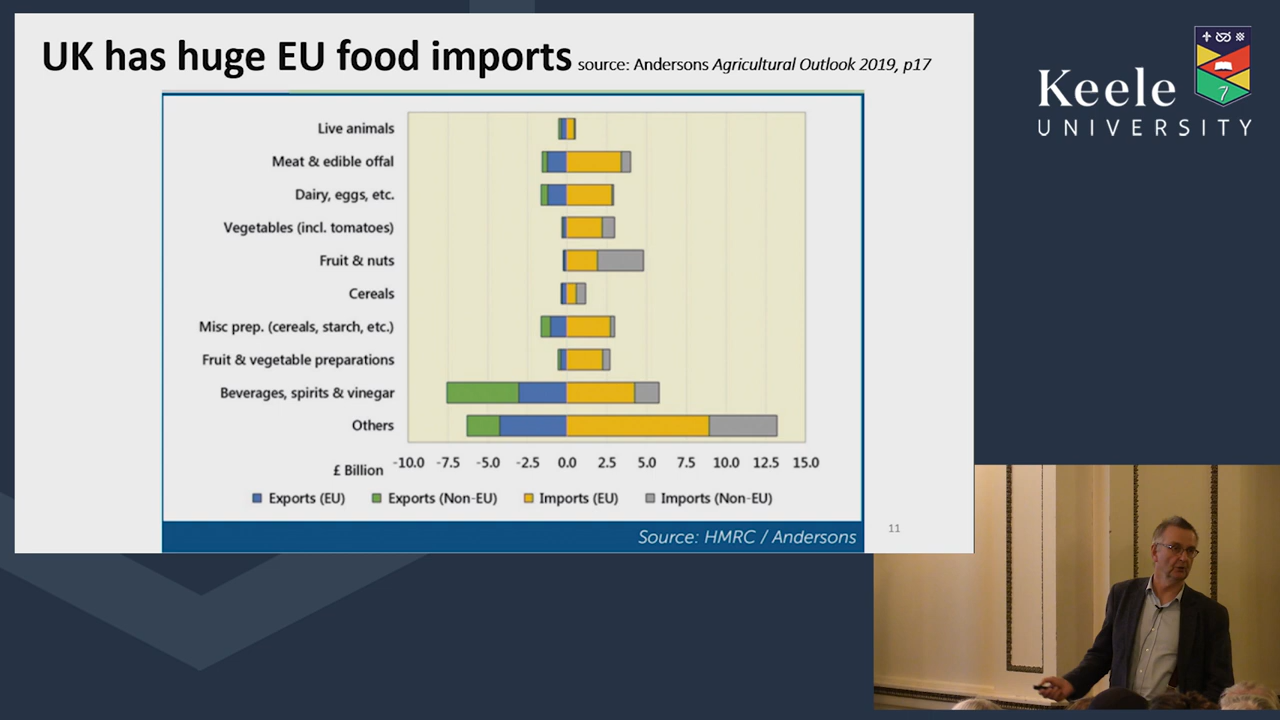 UK has huge EU food imports source: Andersons Agricultural Outlook 2019, p17
Keele
UNIVERSITY
Live animals
Meat & edible offal
Dairy, eggs, etc.
Vegetables (incl. tomatoes)
Fruit & nuts
Cereals
Misc prep. (cereals, starch, etc.)
Fruit & vegetable preparations
Beverages, spirits & vinegar
Others
£ Billion -10.0 -7.5 -5.0 -2.5 0.0 2.5 5.0 7.5 10.0 12.5 15.0
Exports (EU) Exports (Non-EU) Imports (EU) Imports (Non-EU)
Source: HMRC / Andersons
11